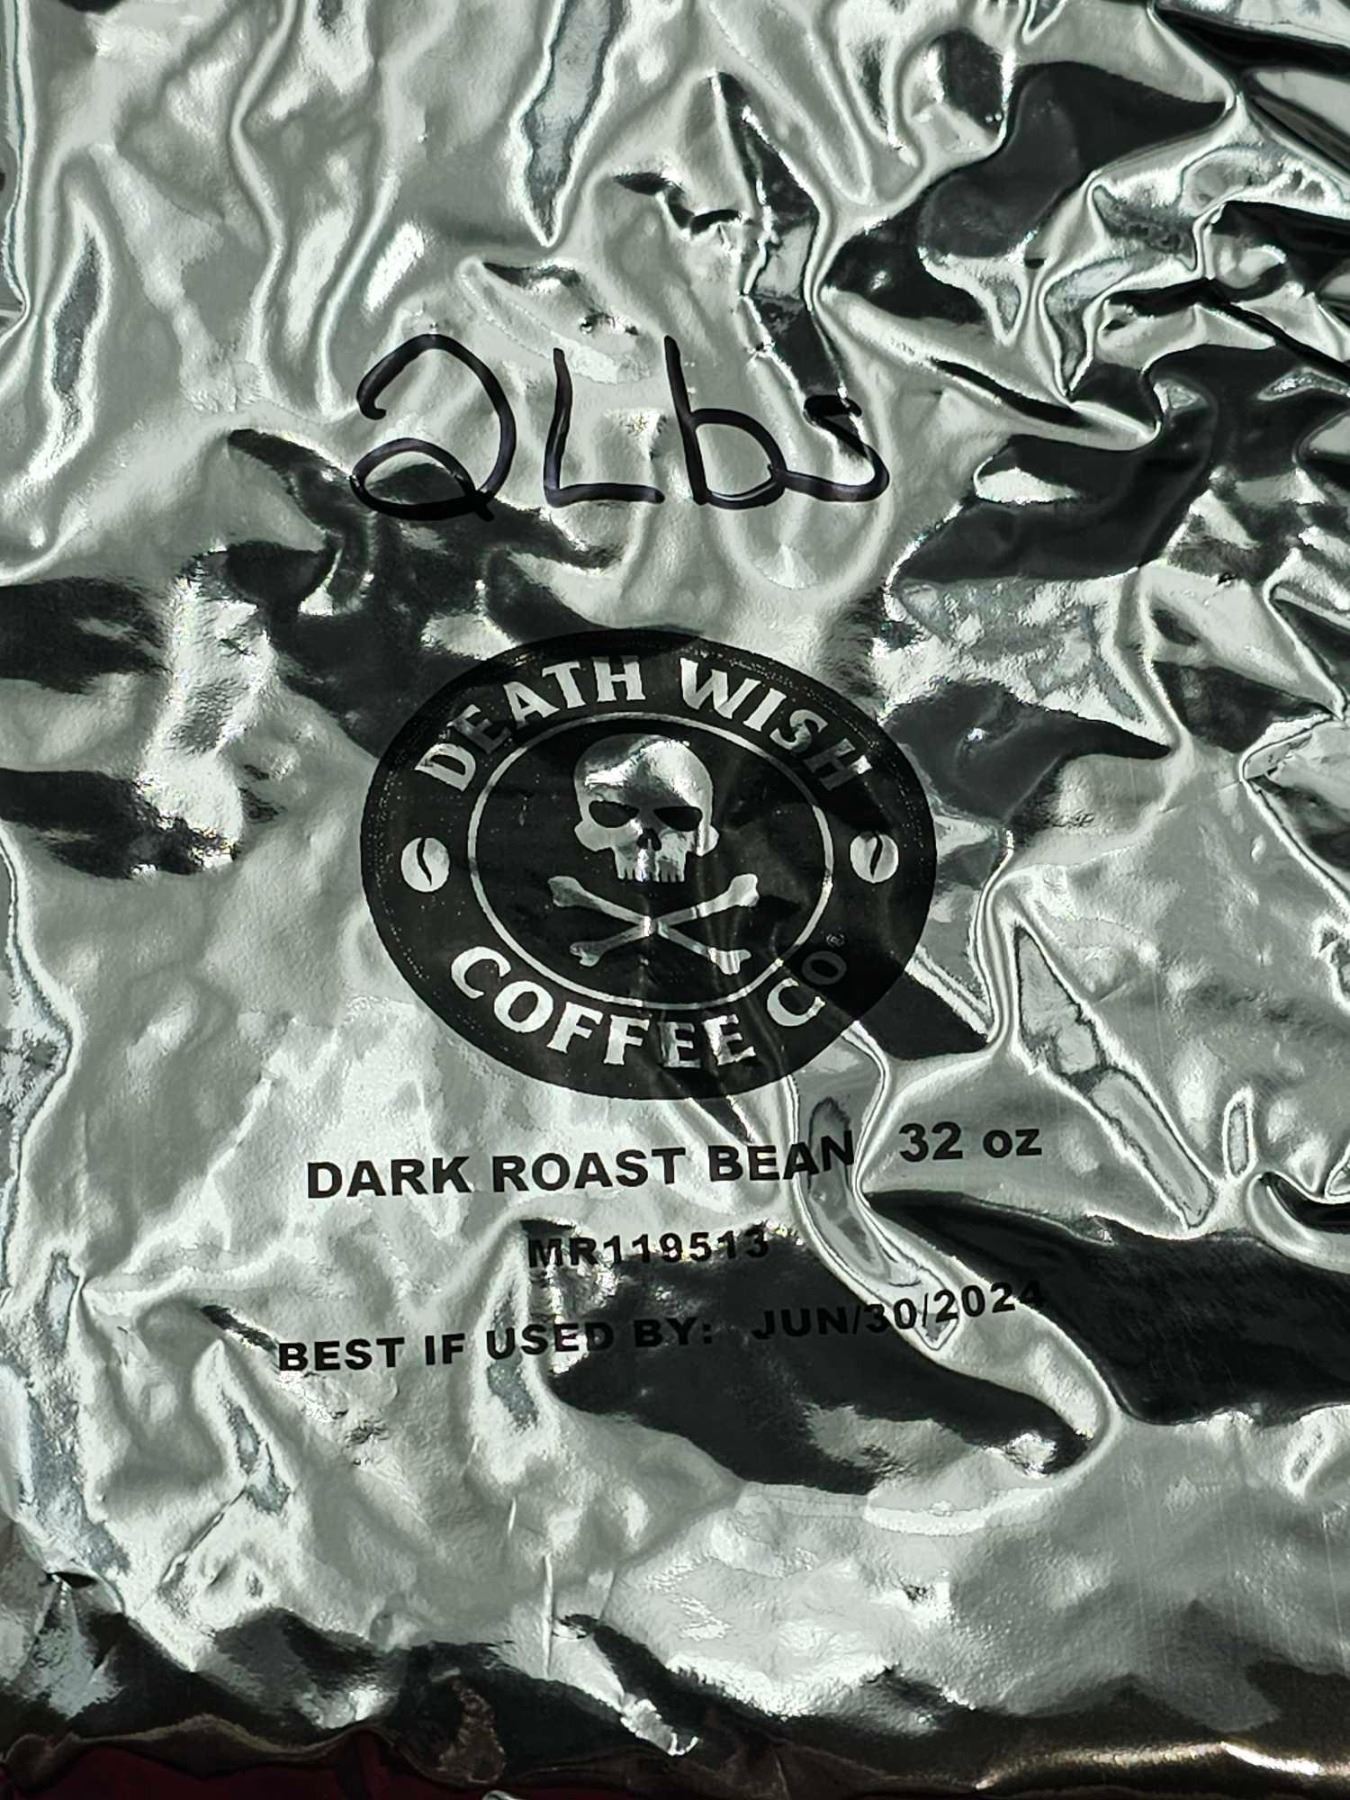 2Lbs
DEATH WISH
COFFEE CO®
DARK ROAST BEAN 32 oz
MR119513
BEST IF USED BY: JUN/30/2024